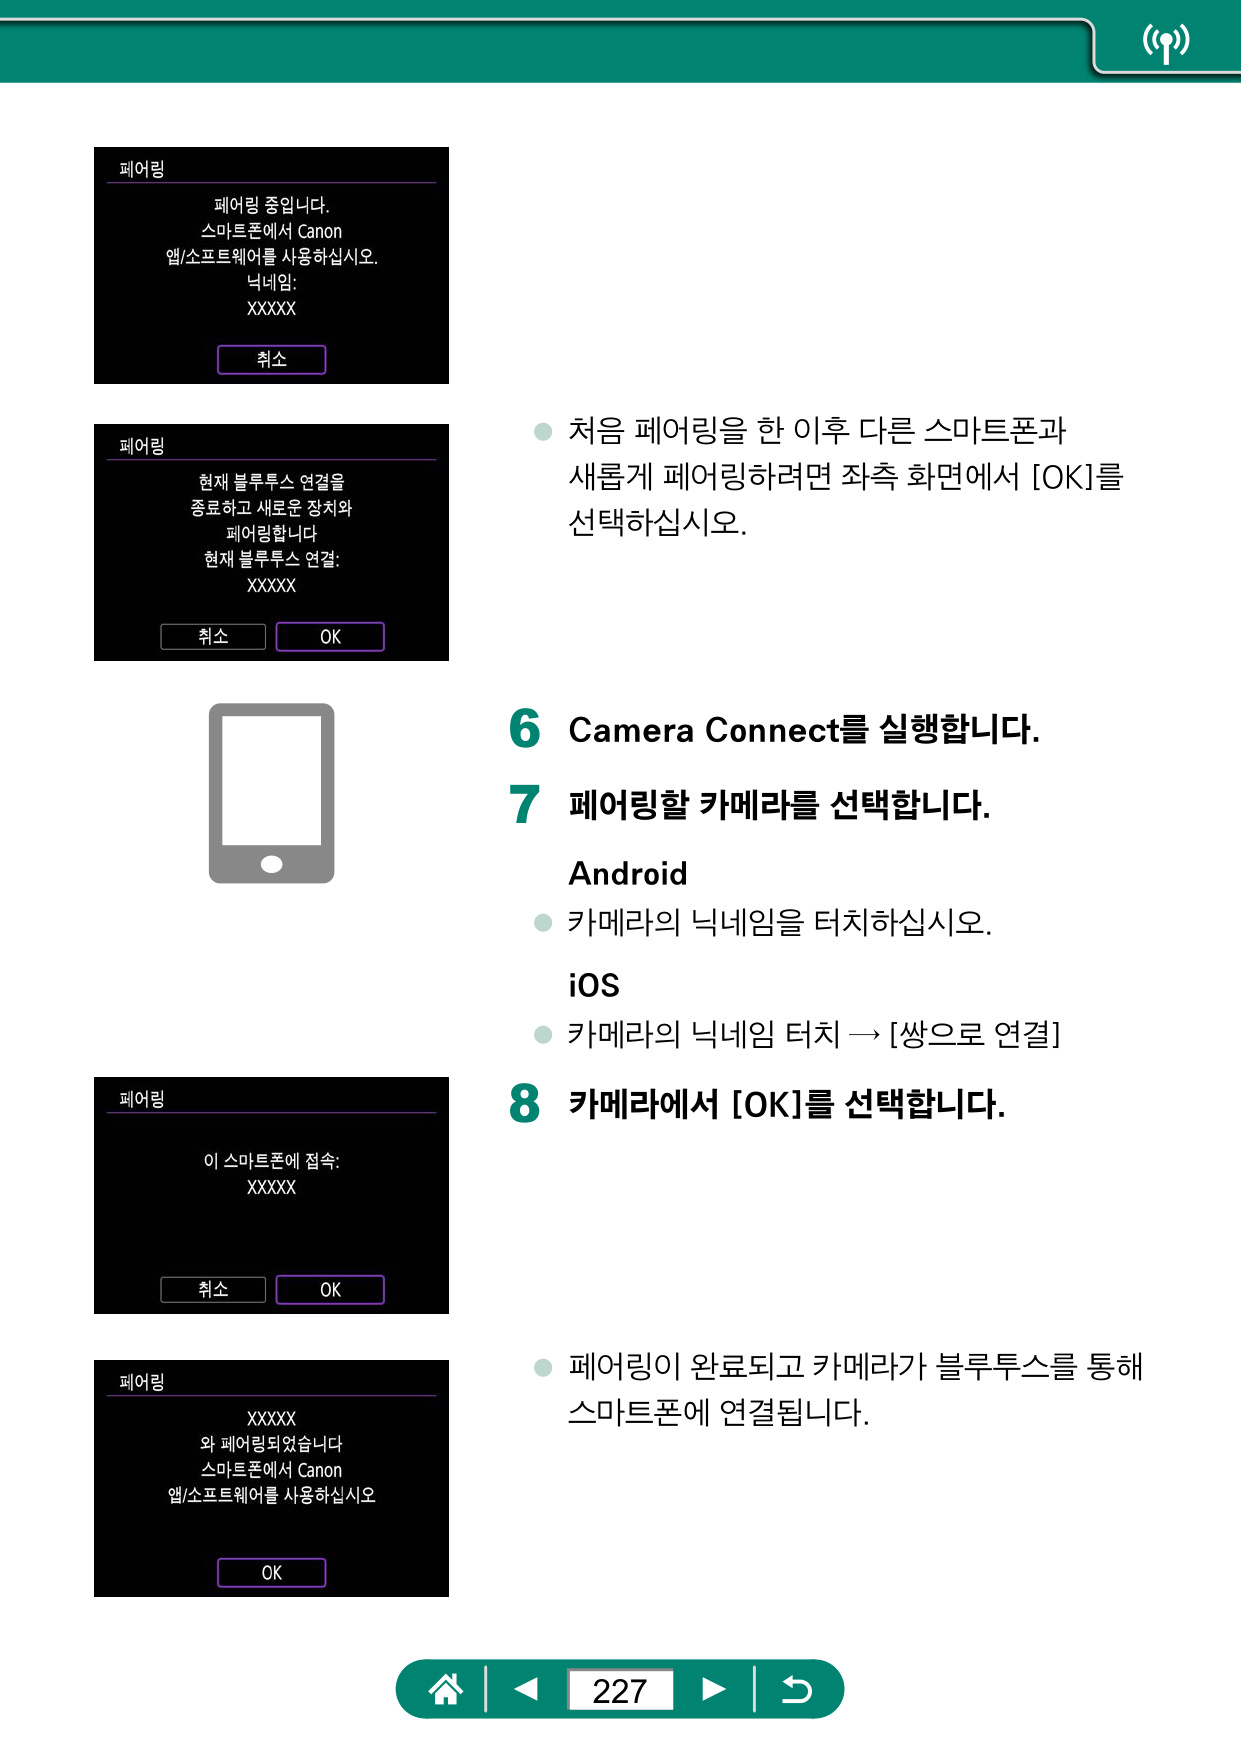 페어링
페어링 중입니다.
스마트폰에서 Canon
앱/소프트웨어를 사용하십시오.
닉네임:
XXXXX
취소
페어링
현재 블루투스 연결을
종료하고 새로운 장치와
페어링합니다
현재 블루투스 연결:
XXXXX
취소 OK
● 처음 페어링을 한 이후 다른 스마트폰과
새롭게 페어링하려면 좌측 화면에서 [OK]를
선택하십시오.
6 Camera Connect를 실행합니다.
7 페어링할 카메라를 선택합니다.
Android
● 카메라의 닉네임을 터치하십시오.
iOS
● 카메라의 닉네임 터치 → [쌍으로 연결]
8 카메라에서 [OK]를 선택합니다.
페어링
이 스마트폰에 접속:
XXXXX
취소 OK
페어링
XXXXX
와 페어링되었습니다
스마트폰에서 Canon
앱/소프트웨어를 사용하십시오
OK
● 페어링이 완료되고 카메라가 블루투스를 통해
스마트폰에 연결됩니다.
227